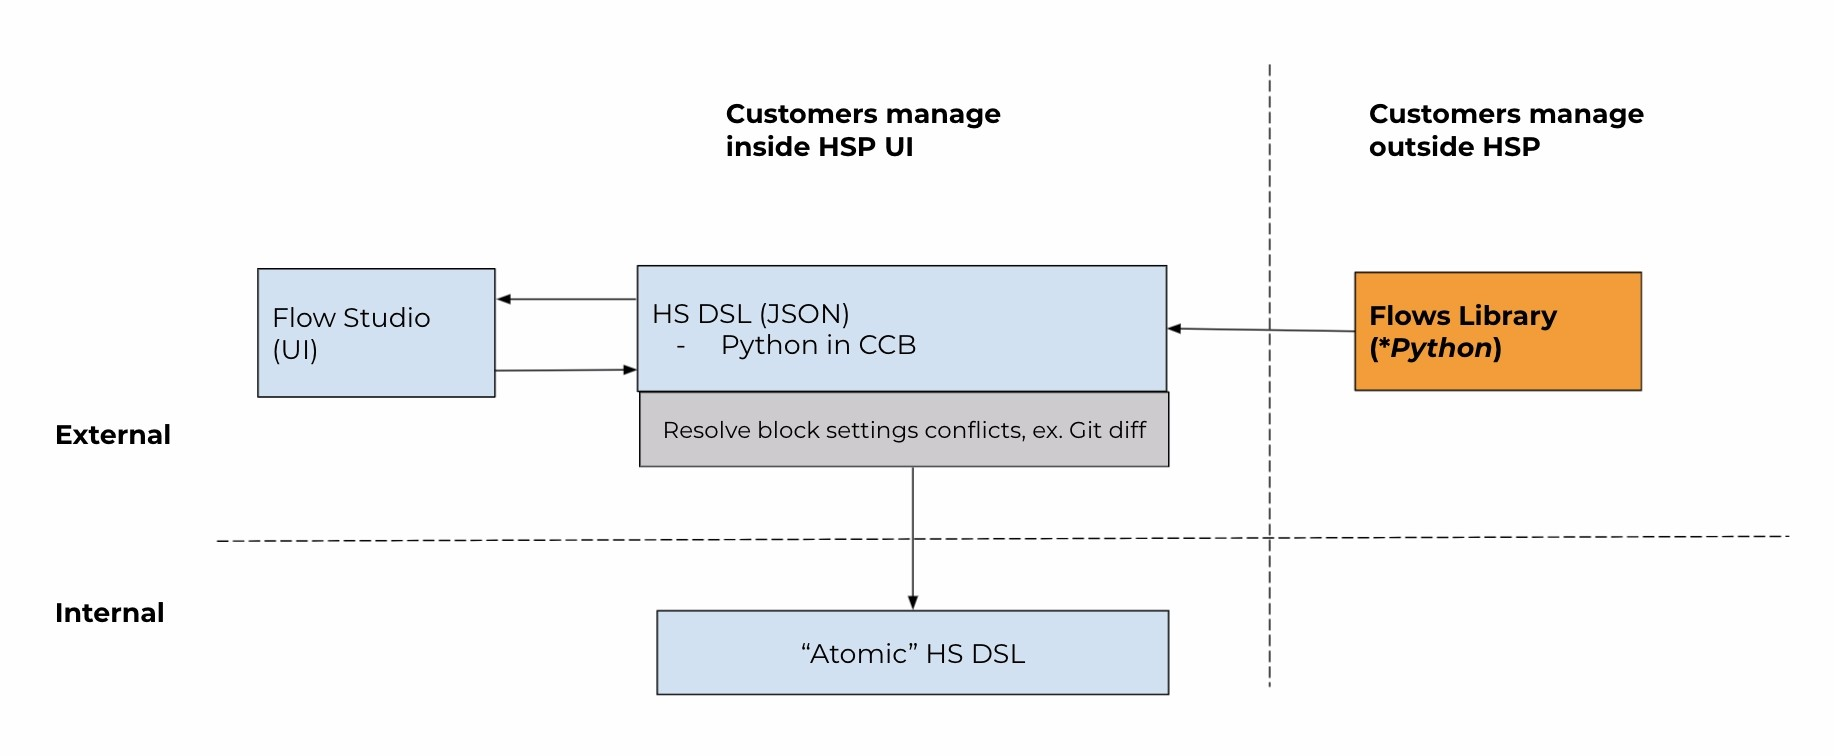 Customers manage
inside HSP UI
Customers manage
outside HSP
Flow Studio
(UI)
HS DSL (JSON)
- Python in CCB
Flows Library
(*Python)
Resolve block settings conflicts, ex. Git diff
External
Internal
“Atomic” HS DSL